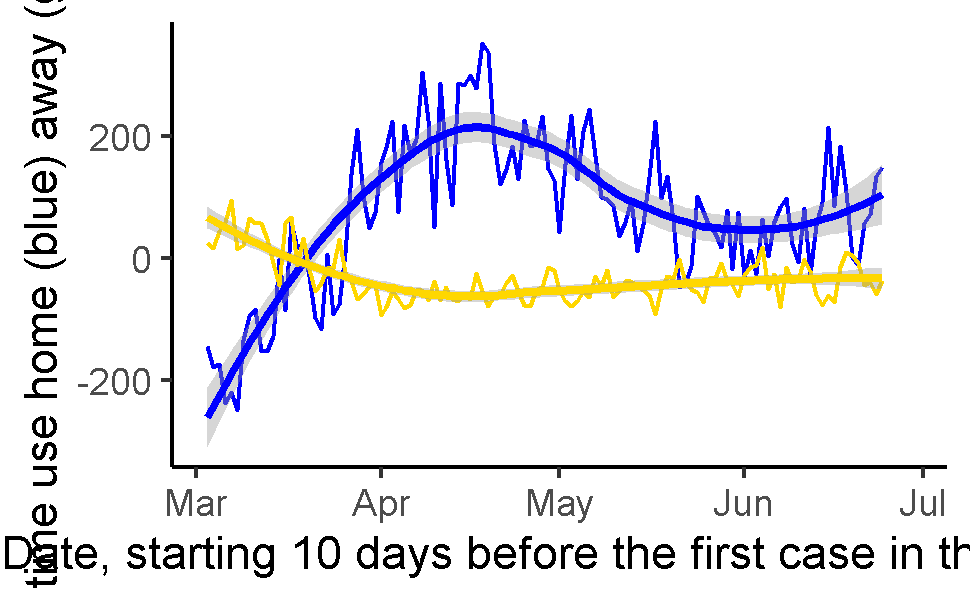 time use home (blue) away (
200
0
-200
Mar Apr May Jun Jul
Date, starting 10 days before the first case in th